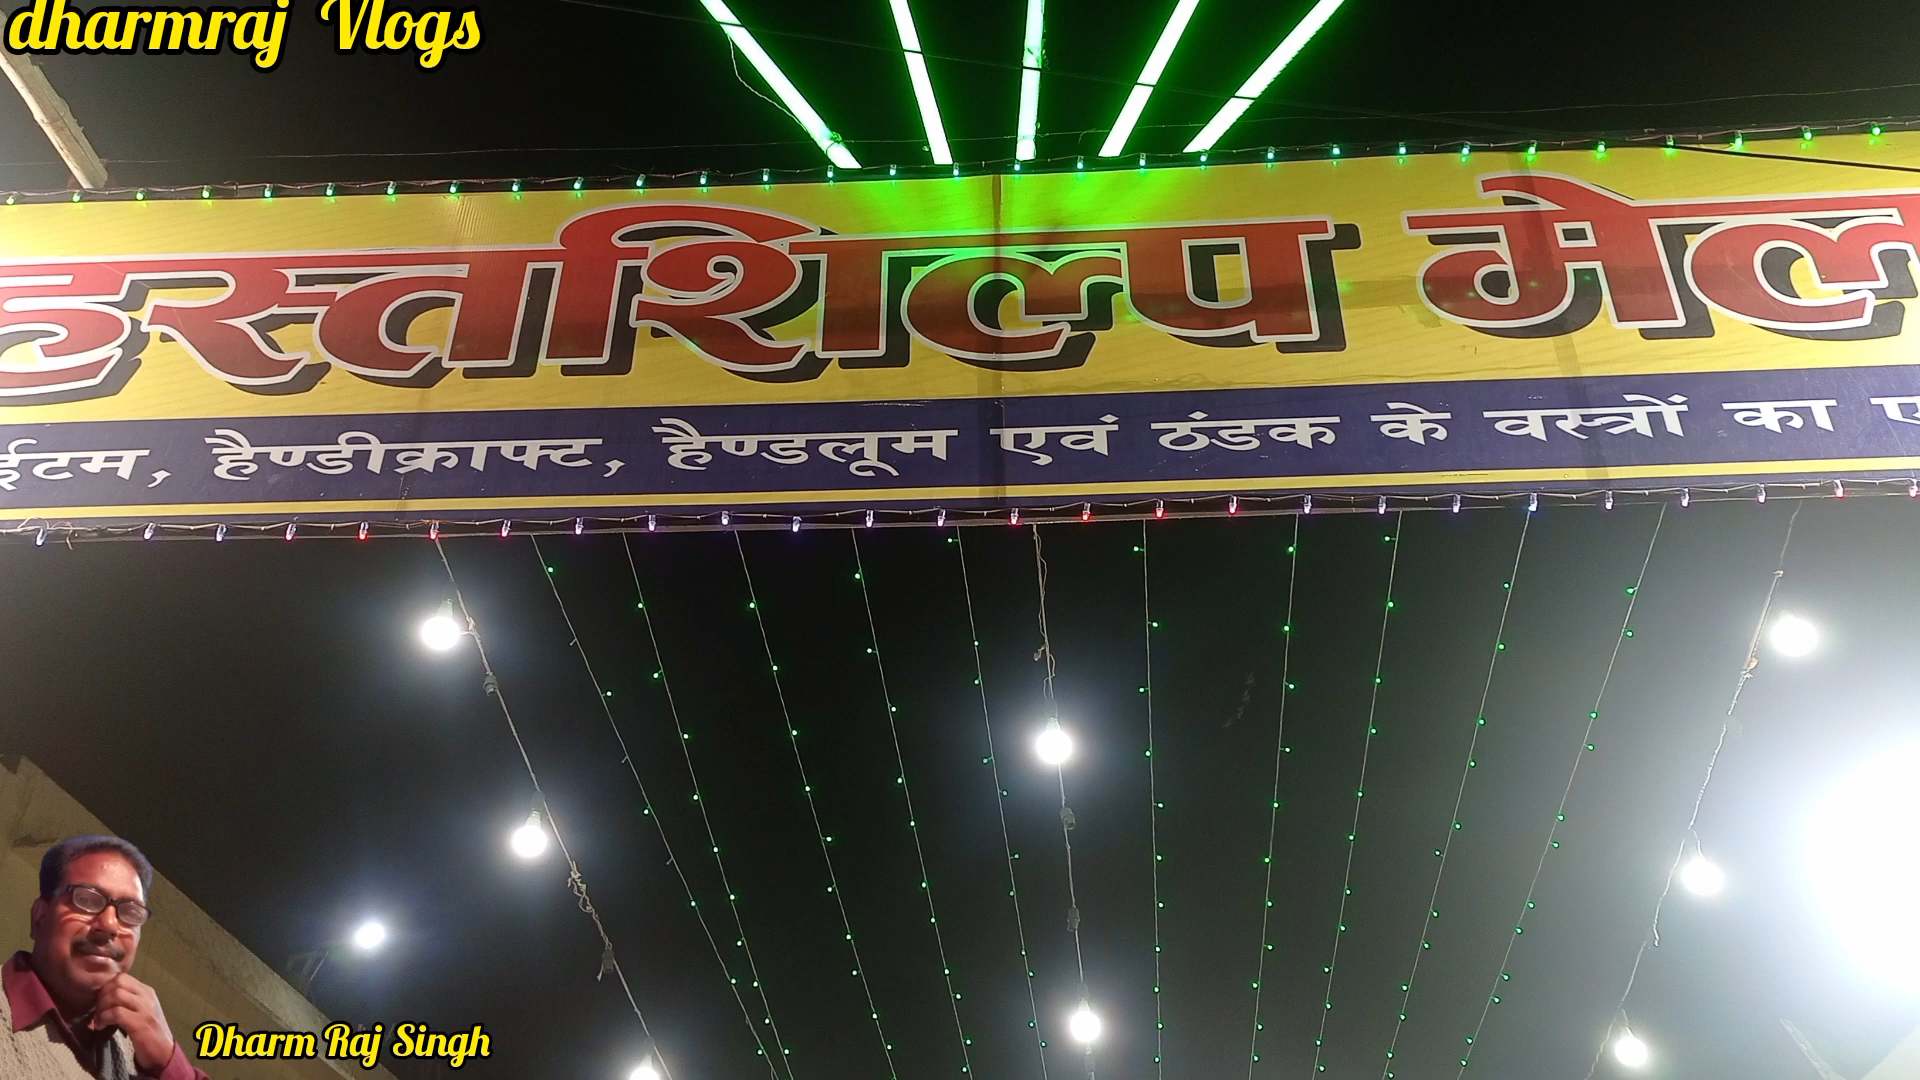 dharmraj Vlogs
हस्तशिल्प मेल
ईटम, हैण्डीक्राफ्ट, हैण्डलूम एवं ठंडक के वस्त्रों का ए
Dharm Raj Singh